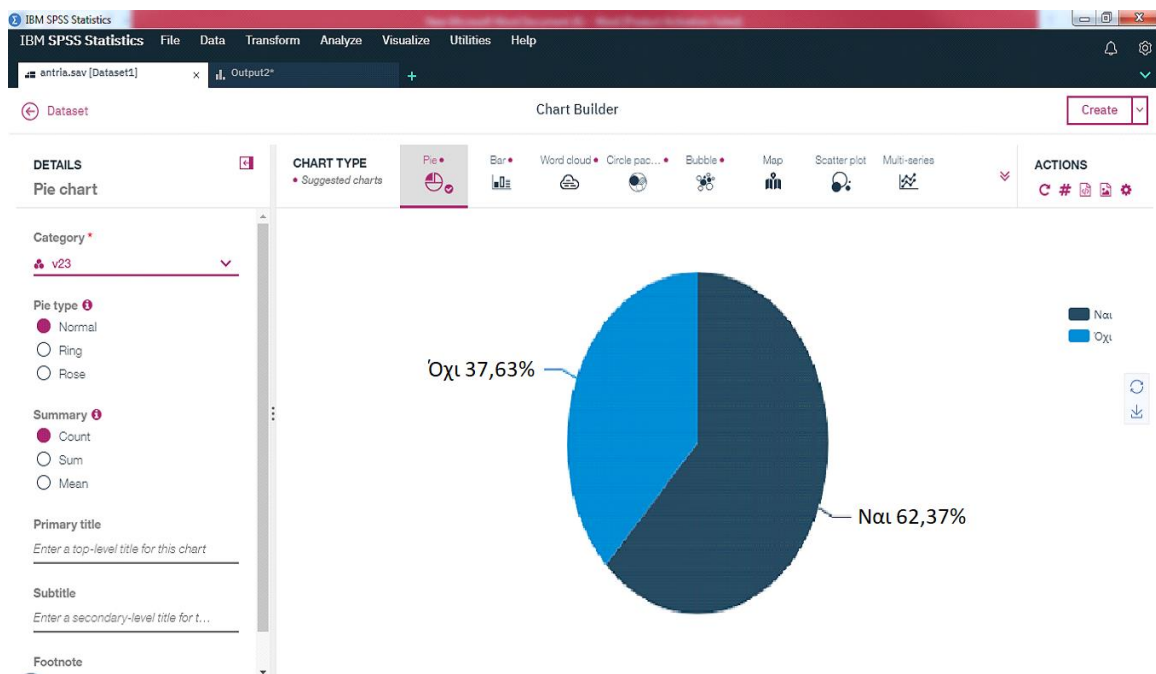 IBM SPSS Statistics
IBM SPSS Statistics File Data Transform Analyze Visualize Utilities Help
antria.sav [Dataset1] x Output2* +
Dataset
Chart Builder
Create
DETAILS
Pie chart
CHART TYPE
• Suggested charts
Pie • Bar • Word cloud • Circle pac... • Bubble • Map Scatter plot Multi-series
ACTIONS
Category *
v23
Pie type
Normal
Ring
Rose
Summary
Count
Sum
Mean
Primary title
Enter a top-level title for this chart
Subtitle
Enter a secondary-level title for t...
Footnote
Όχι 37,63%
Ναι 62,37%
Ναι
Όχι